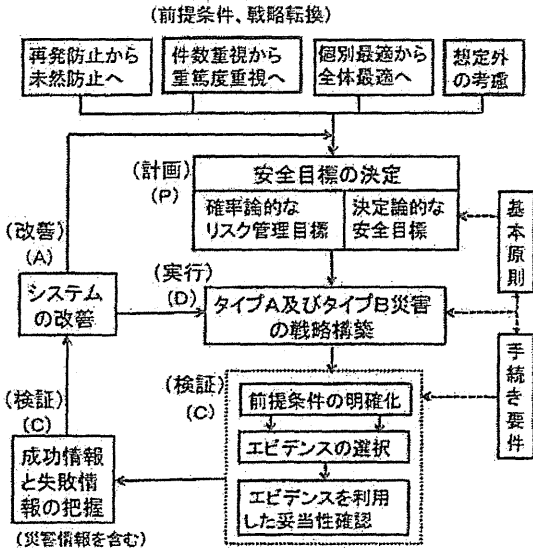 (前提条件、戦略転換)
再発防止から
未然防止へ
件数重視から
重篤度重視へ
個別最適から
全体最適へ
想定外
の考慮
(計画)
(P)
安全目標の決定
確率論的な
リスク管理目標
決定論的な
安全目標
基本原則
(改善)
(A)
(実行)
(D)
システム
の改善
タイプA及びタイプB災害
の戦略構築
手続き要件
(検証)
(C)
前提条件の明確化
エビデンスの選択
エビデンスを利用
した妥当性確認
(検証)
(C)
成功情報
と失敗情
報の把握
(災害情報を含む)